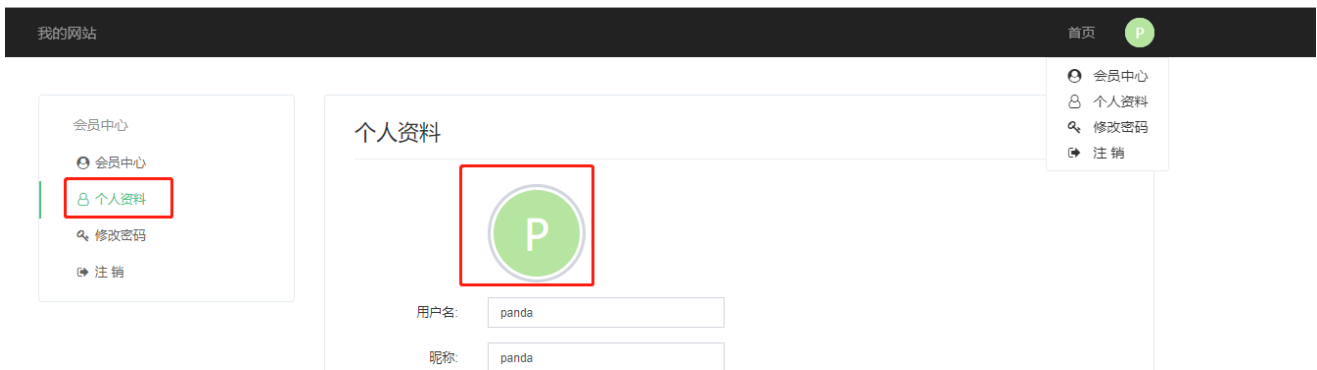 我的网站
首页
P
会员中心
个人资料
修改密码
注 销
会员中心
会员中心
个人资料
修改密码
注 销
个人资料
P
用户名: panda
昵称: panda